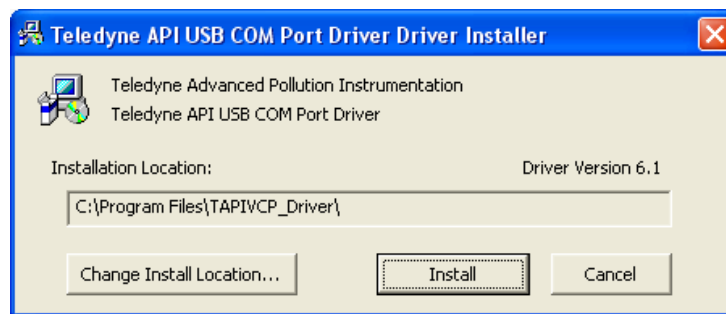 Teledyne API USB COM Port Driver Driver Installer
Teledyne Advanced Pollution Instrumentation
Teledyne API USB COM Port Driver
Installation Location: Driver Version 6.1
C:\Program Files\TAPIVCP_Driver\
Change Install Location... Install Cancel